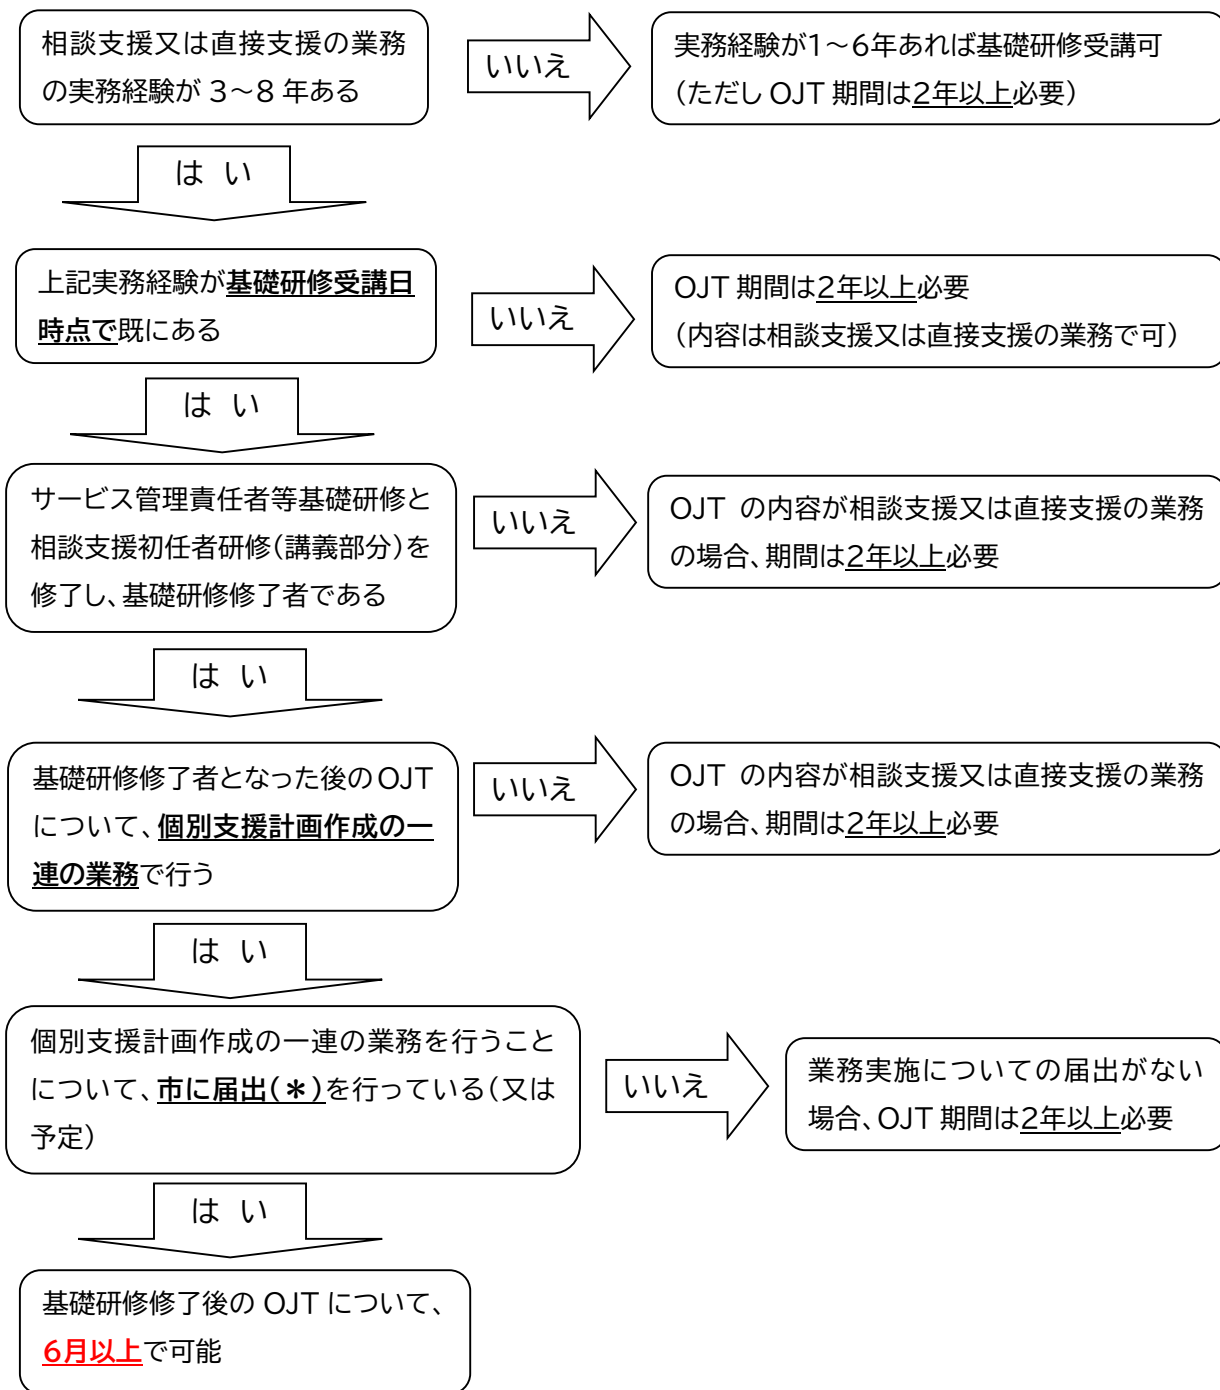 相談支援又は直接支援の業務
の実務経験が 3～8 年ある
いいえ
実務経験が1～6年あれば基礎研修受講可
（ただし OJT 期間は2年以上必要）
は い
上記実務経験が基礎研修受講日
時点で既にある
いいえ
OJT 期間は2年以上必要
（内容は相談支援又は直接支援の業務で可）
は い
サービス管理責任者等基礎研修と
相談支援初任者研修（講義部分）を
修了し、基礎研修修了者である
いいえ
OJT の内容が相談支援又は直接支援の業務
の場合、期間は2年以上必要
は い
基礎研修修了者となった後の OJT
について、個別支援計画作成の一
連の業務で行う
いいえ
OJT の内容が相談支援又は直接支援の業務
の場合、期間は2年以上必要
は い
個別支援計画作成の一連の業務を行うこと
について、市に届出（＊）を行っている（又は
予定）
いいえ
業務実施についての届出がない
場合、OJT 期間は2年以上必要
は い
基礎研修修了後の OJT について、
6月以上で可能